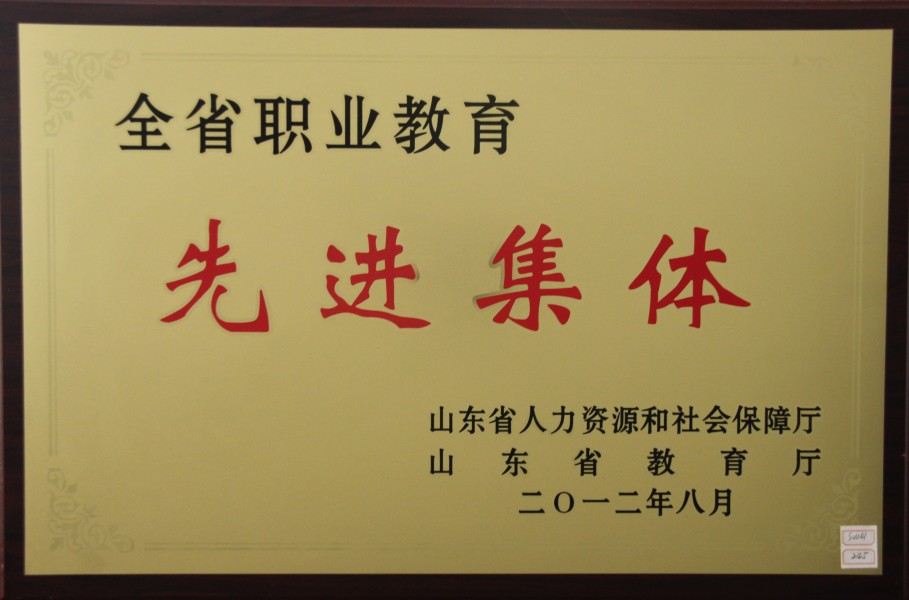 全省职业教育
先进集体
山东省人力资源和社会保障厅
山东省教育厅
二〇一二年八月